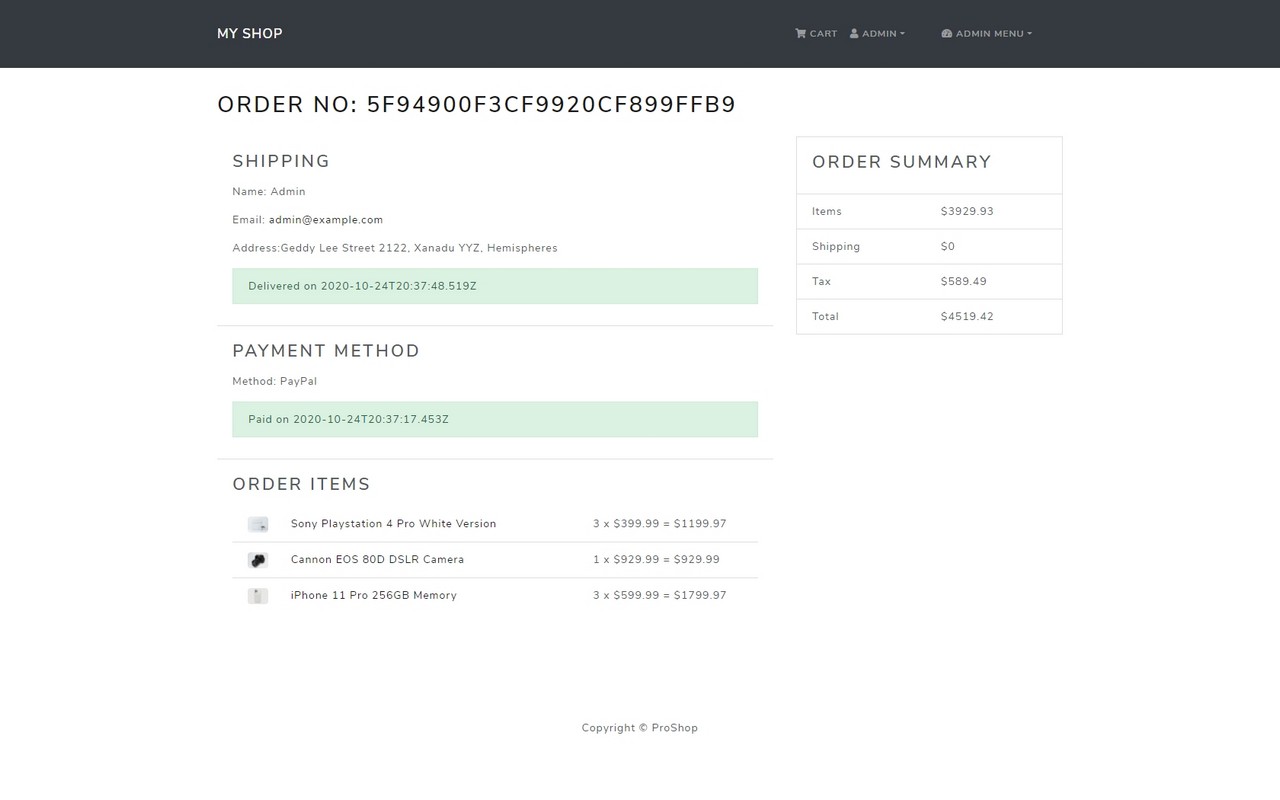 MY SHOP
CART ADMIN ADMIN MENU
ORDER NO: 5F94900F3CF9920CF899FFB9
SHIPPING
Name: Admin
Email: admin@example.com
Address:Geddy Lee Street 2122, Xanadu YYZ, Hemispheres
Delivered on 2020-10-24T20:37:48.519Z
PAYMENT METHOD
Method: PayPal
Paid on 2020-10-24T20:37:17.453Z
ORDER ITEMS
Sony Playstation 4 Pro White Version 3 x $399.99 = $1199.97
Cannon EOS 80D DSLR Camera 1 x $929.99 = $929.99
iPhone 11 Pro 256GB Memory 3 x $599.99 = $1799.97
ORDER SUMMARY
Items $3929.93
Shipping $0
Tax $589.49
Total $4519.42
Copyright © ProShop